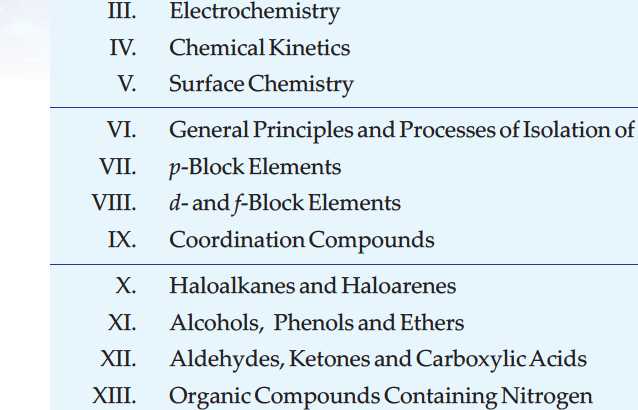 III. Electrochemistry
IV. Chemical Kinetics
V. Surface Chemistry
VI. General Principles and Processes of Isolation of
VII. p-Block Elements
VIII. d- and f-Block Elements
IX. Coordination Compounds
X. Haloalkanes and Haloarenes
XI. Alcohols, Phenols and Ethers
XII. Aldehydes, Ketones and Carboxylic Acids
XIII. Organic Compounds Containing Nitrogen